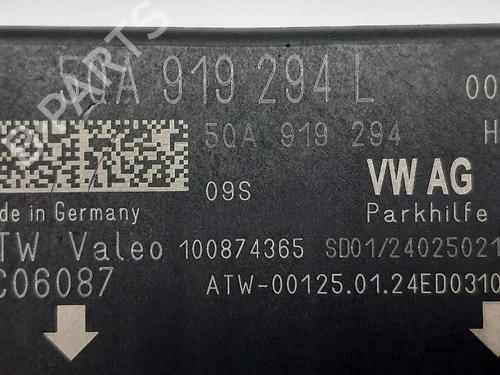 5QA 919 294 L 00
5QA 919 294 H
09S VW AG
de in Germany Parkhilfe
TW Valeo 100874365 SD01/24025021
C06087 ATW-00125.01.24ED0310
B-PARTS